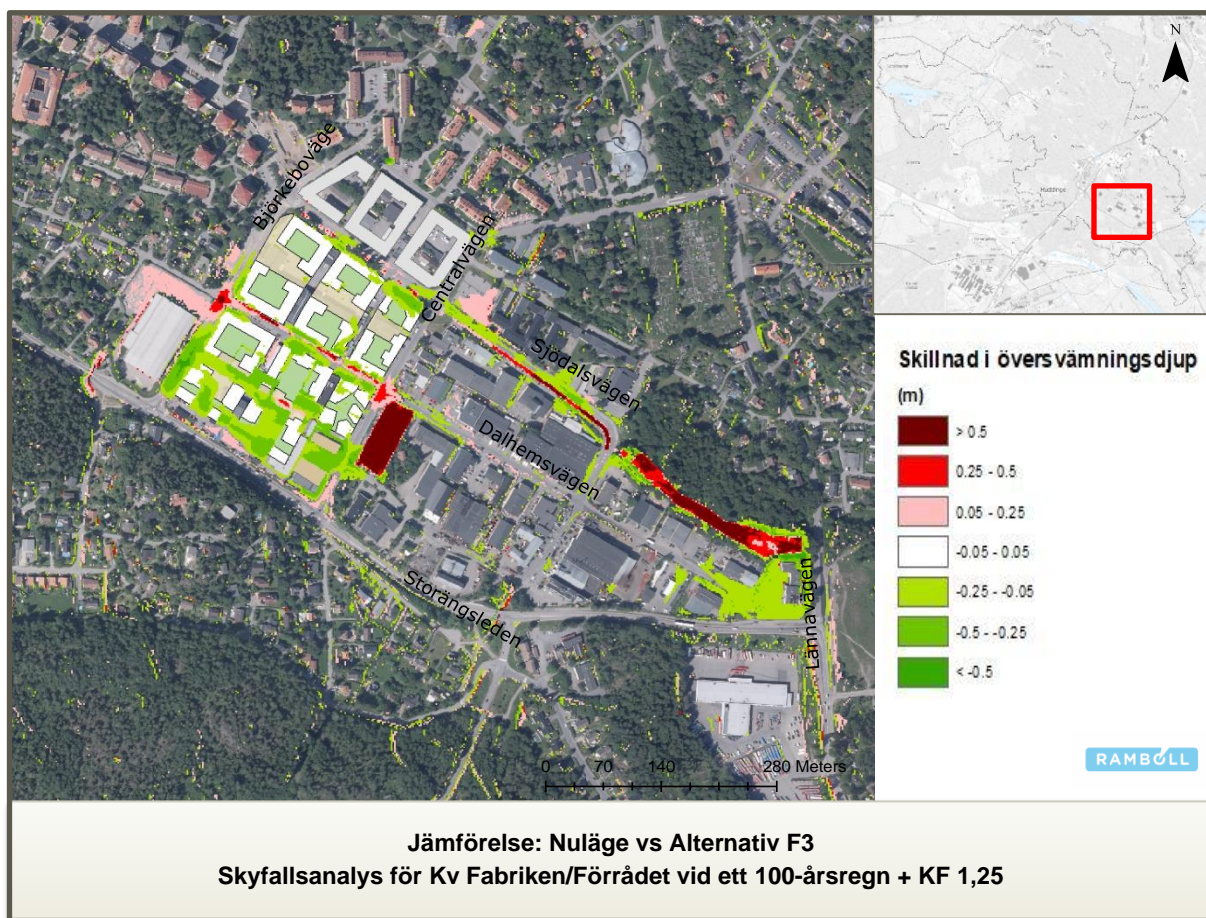 Björkeboväge
Centralvägen
Sjödalsvägen
Dalhemsvägen
Storängsleden
Lännavägen
0 70 140 280 Meters
N
Huddinge
Skillnad i översvämningsdjup
(m)
> 0.5
0.25 - 0.5
0.05 - 0.25
-0.05 - 0.05
-0.25 - -0.05
-0.5 - -0.25
< -0.5
RAMBOLL
Jämförelse: Nuläge vs Alternativ F3
Skyfallsanalys för Kv Fabriken/Förrådet vid ett 100-årsregn + KF 1,25